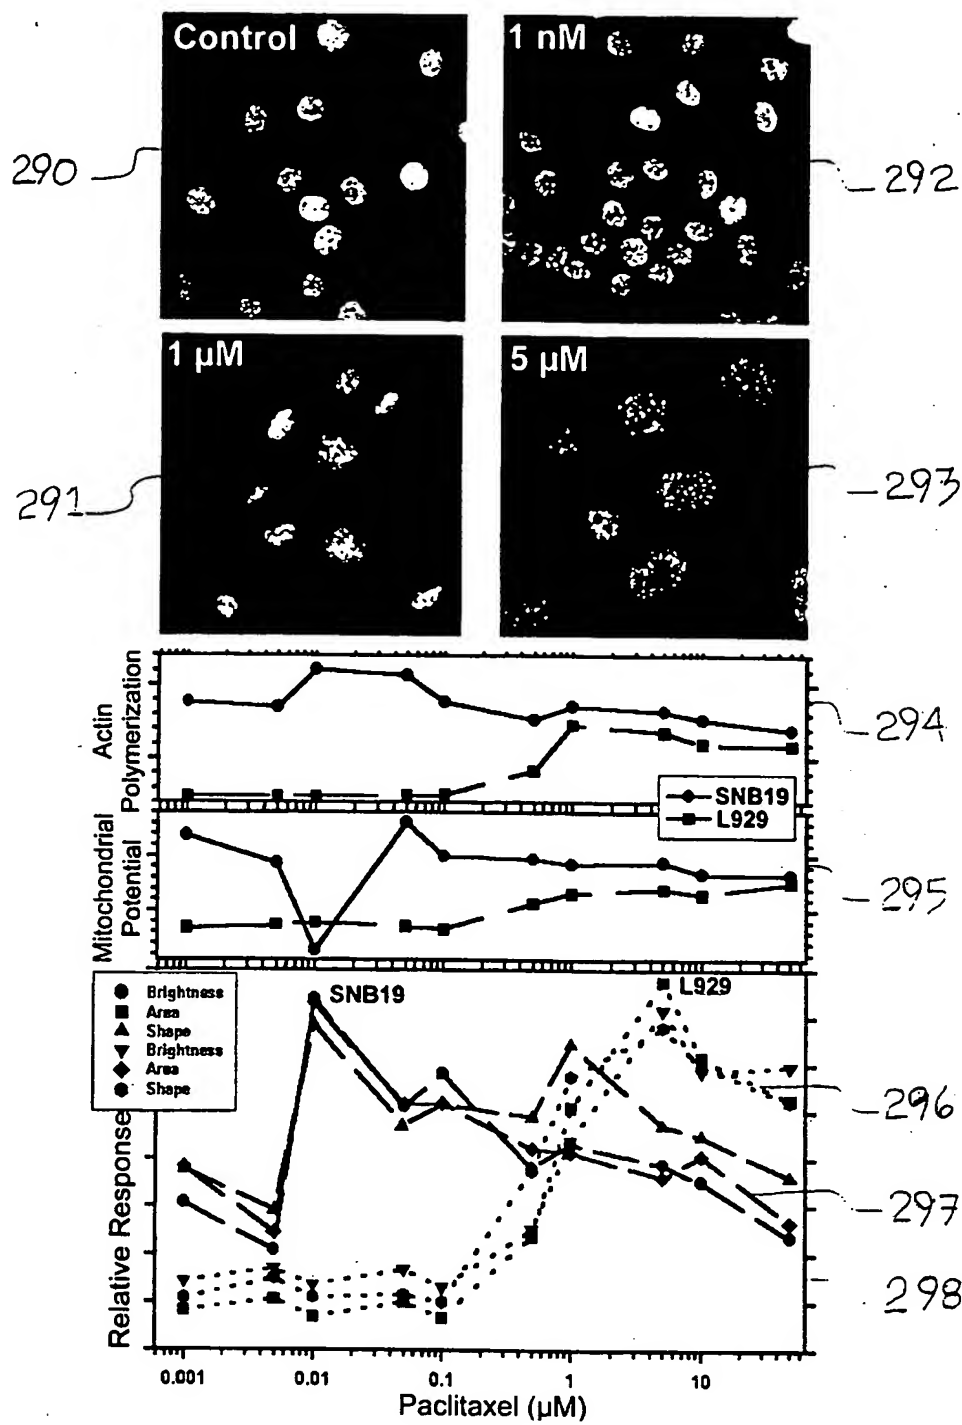 Control
1 nM
290
292
1 µM
5 µM
291
293
Actin
Polymerization
294
SNB19
L929
Mitochondrial
Potential
295
Brightness
Area
Shape
Brightness
Area
Shape
SNB19
L929
296
297
298
Relative Response
0.001 0.01 0.1 1 10
Paclitaxel (µM)